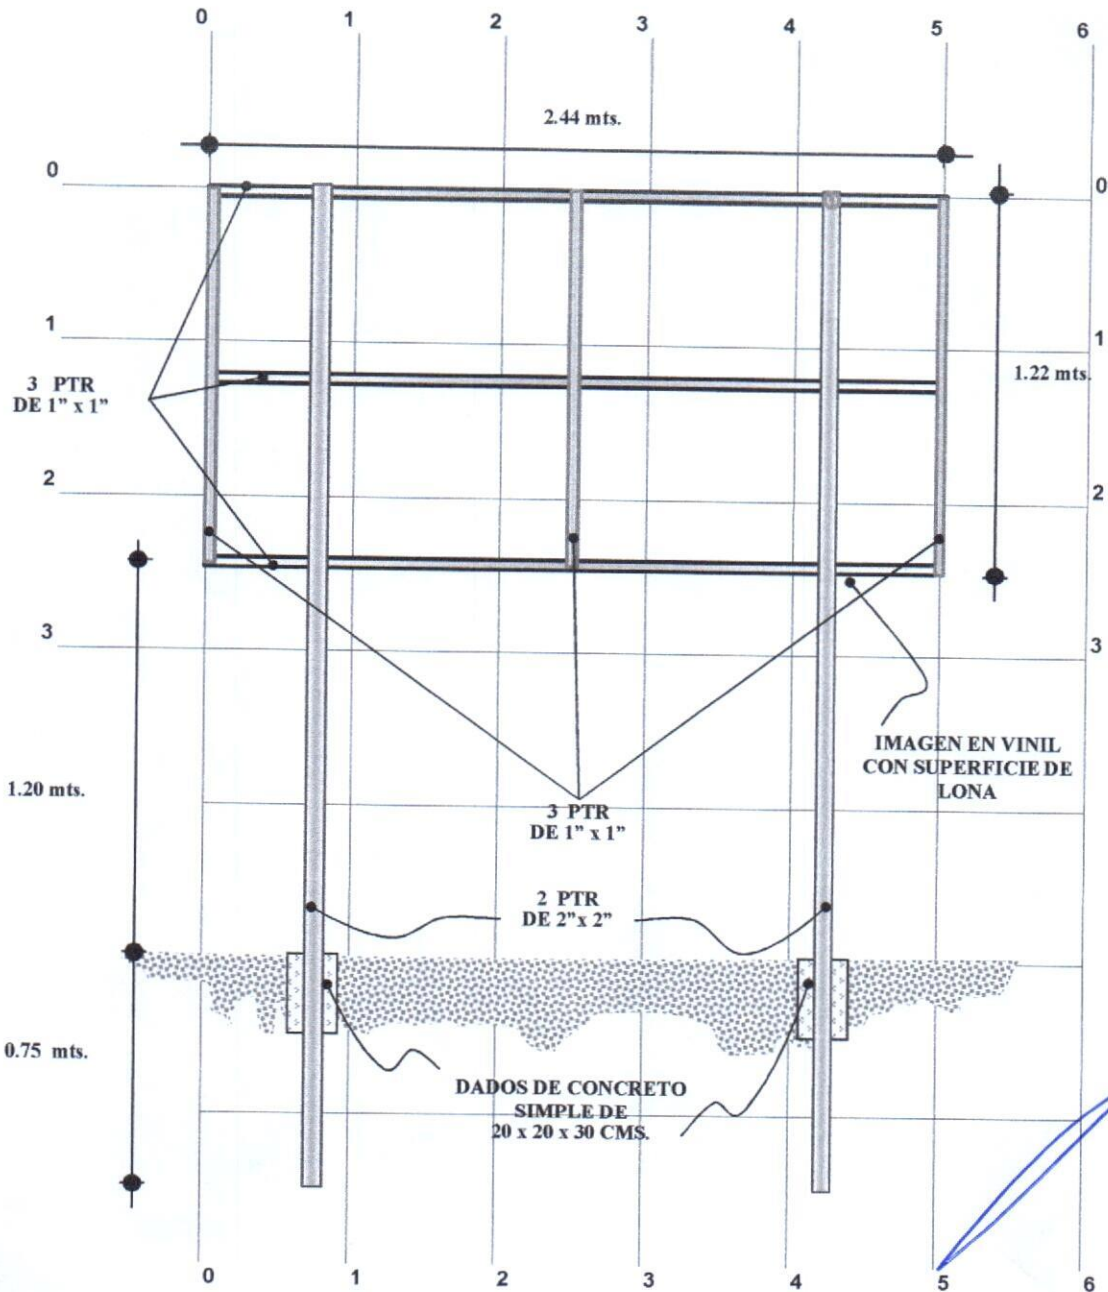 0 1 2 3 4 5 6
2.44 mts.
0 0
1 1
1.22 mts.
3 PTR
DE 1” x 1”
2 2
3 3
IMAGEN EN VINIL
CON SUPERFICIE DE
LONA
1.20 mts.
3 PTR
DE 1” x 1”
2 PTR
DE 2”x 2”
0.75 mts.
DADOS DE CONCRETO
SIMPLE DE
20 x 20 x 30 CMS.
0 1 2 3 4 5 6